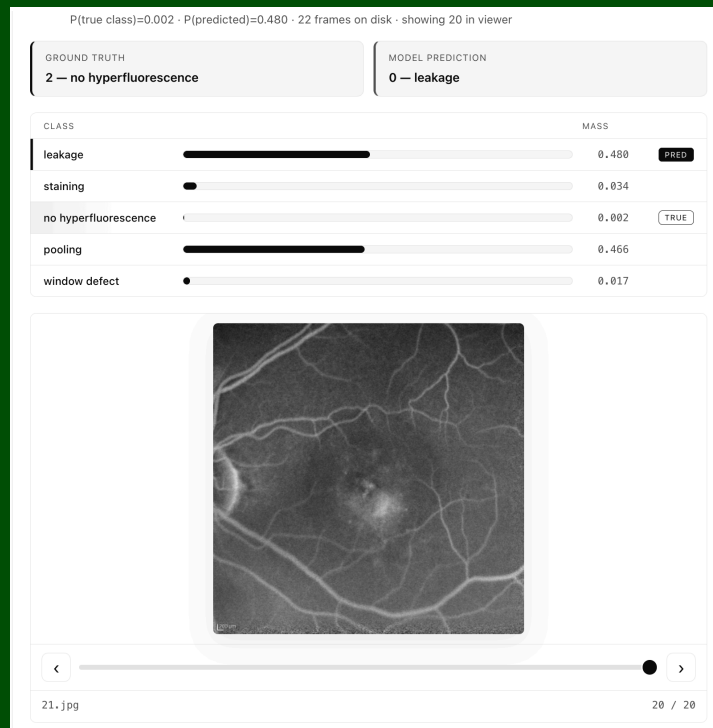 P(true class)=0.002 · P(predicted)=0.480 · 22 frames on disk · showing 20 in viewer
GROUND TRUTH
2 — no hyperfluorescence
MODEL PREDICTION
0 — leakage
CLASS MASS
leakage 0.480 PRED
staining 0.034
no hyperfluorescence 0.002 TRUE
pooling 0.466
window defect 0.017
21.jpg 20 / 20